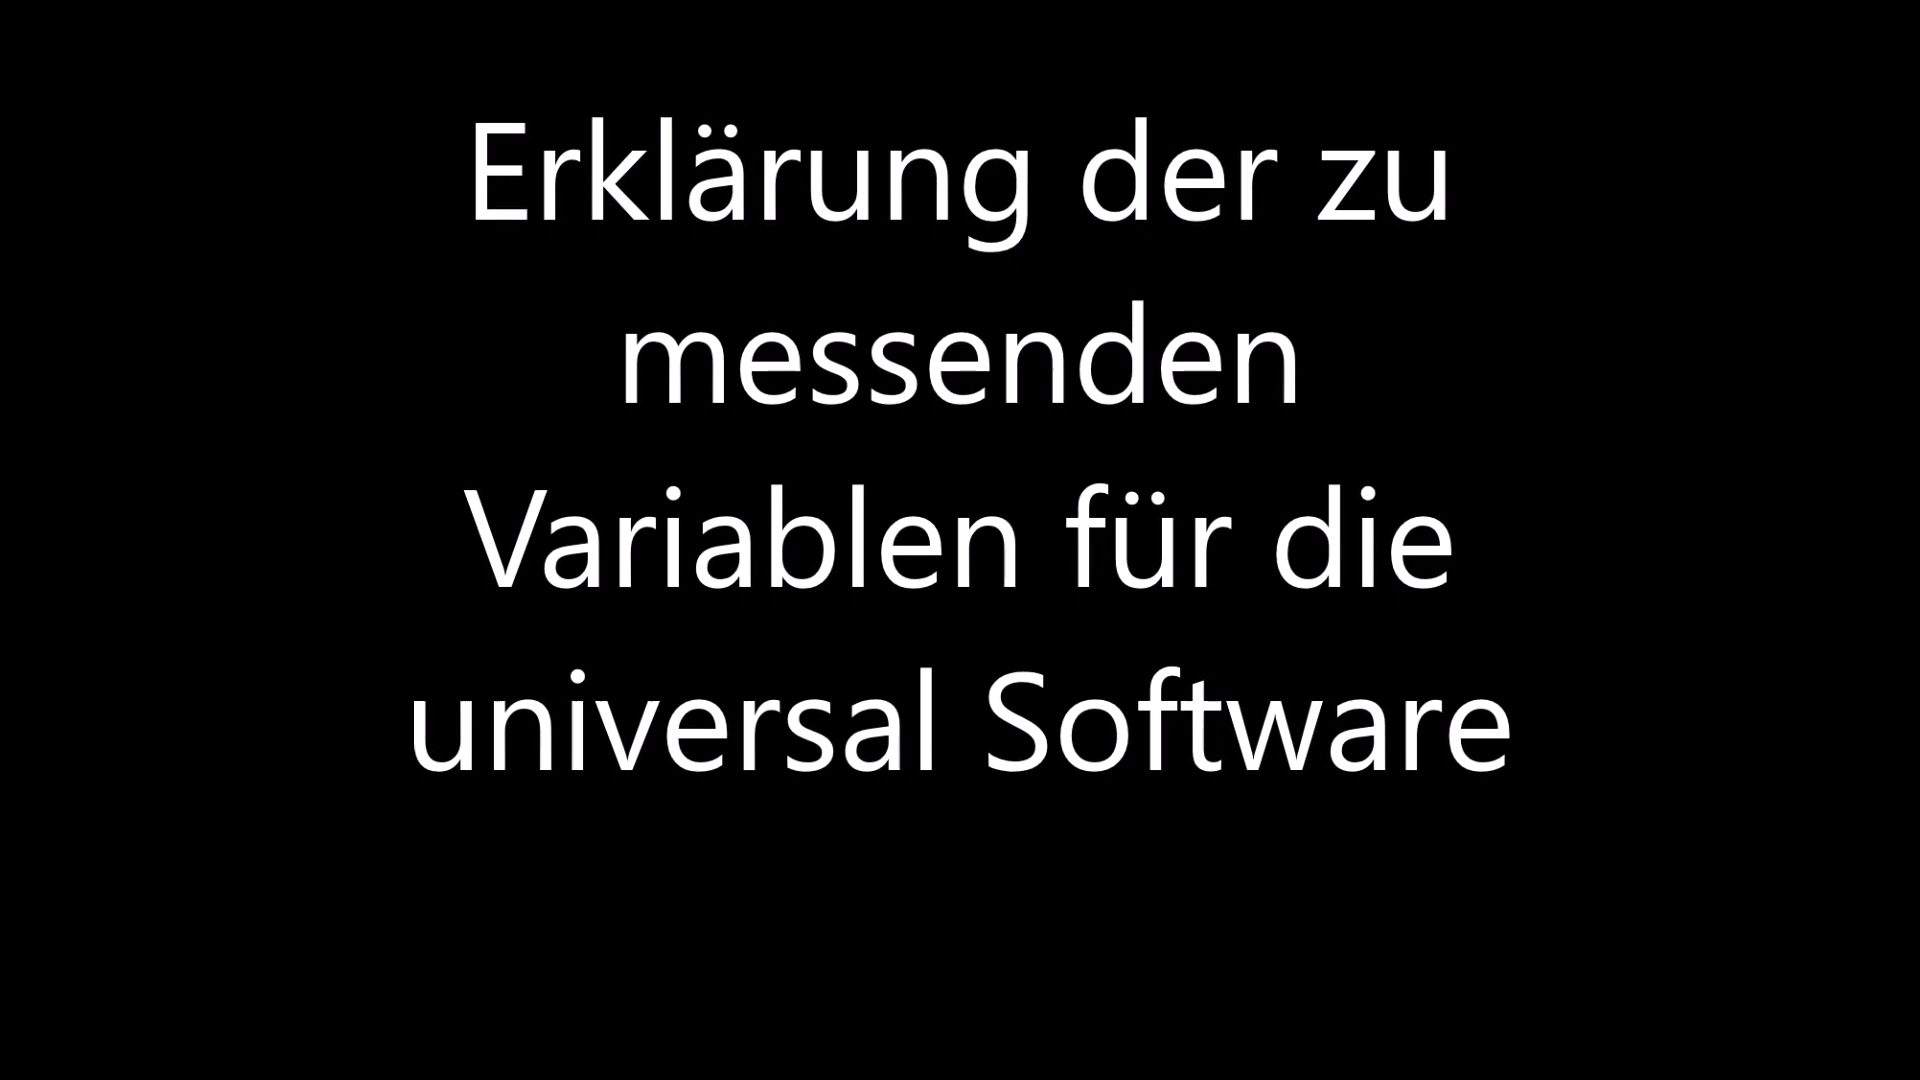 Erklärung der zu
messenden
Variablen für die
universal Software